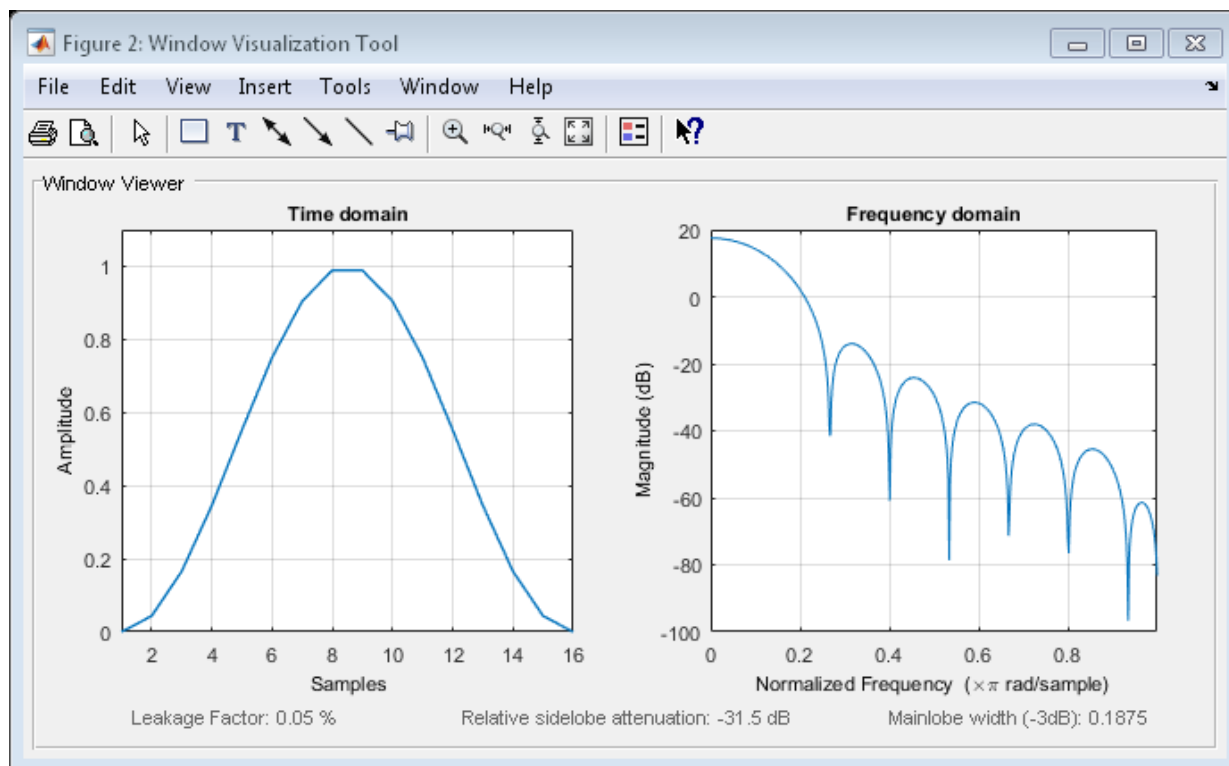 Figure 2: Window Visualization Tool
File Edit View Insert Tools Window Help
T
?
Window Viewer
Time domain
1
0.8
0.6
0.4
0.2
0
Amplitude
2 4 6 8 10 12 14 16
Samples
Frequency domain
20
0
-20
-40
-60
-80
-100
Magnitude (dB)
0 0.2 0.4 0.6 0.8
Normalized Frequency (×π rad/sample)
Leakage Factor: 0.05 %
Relative sidelobe attenuation: -31.5 dB
Mainlobe width (-3dB): 0.1875